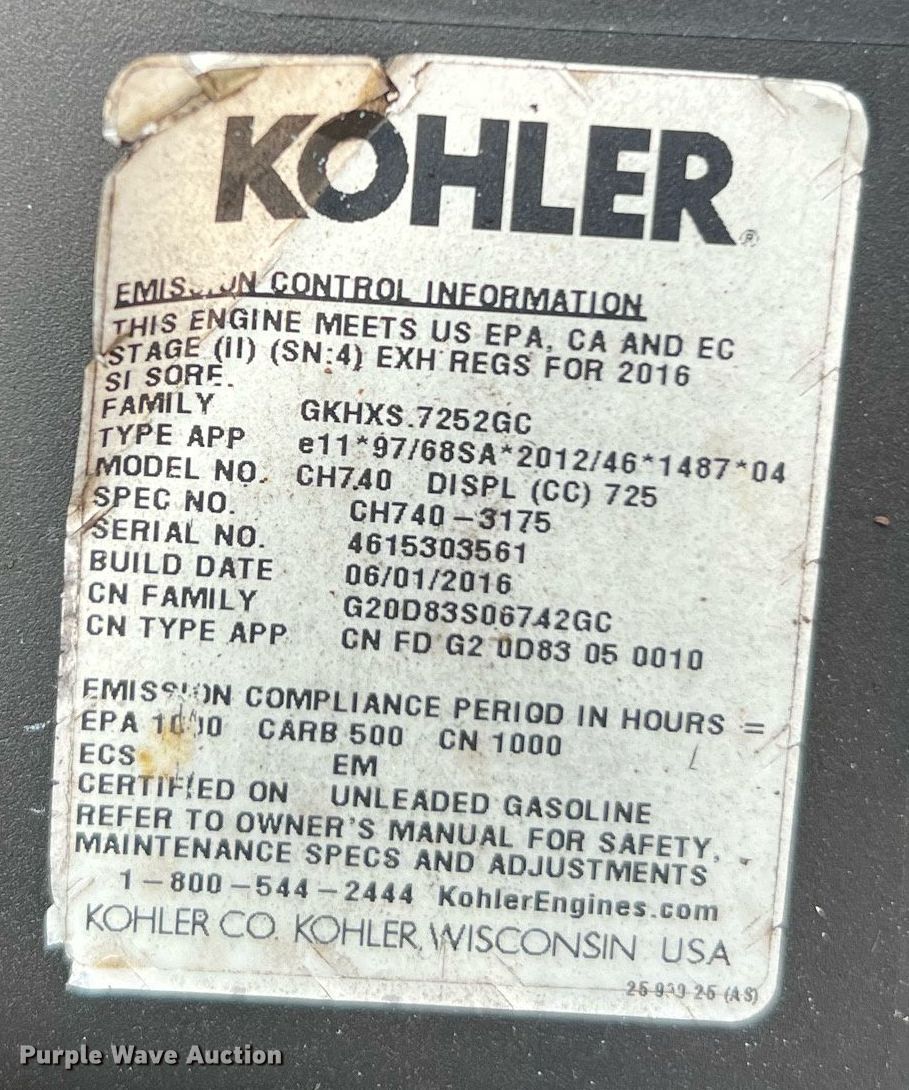 KOHLER®
EMISSION CONTROL INFORMATION
THIS ENGINE MEETS US EPA, CA AND EC
STAGE (II) (SN:4) EXH REGS FOR 2016
SI SORE.
FAMILY GKHXS.7252GC
TYPE APP e11*97/68SA*2012/46*1487*04
MODEL NO. CH740 DISPL (CC) 725
SPEC NO. CH740-3175
SERIAL NO. 4615303561
BUILD DATE 06/01/2016
CN FAMILY G20D83S06742GC
CN TYPE APP CN FD G2 0D83 05 0010
EMISSION COMPLIANCE PERIOD IN HOURS =
EPA 1000 CARB 500 CN 1000
ECS EM
CERTIFIED ON UNLEADED GASOLINE
REFER TO OWNER'S MANUAL FOR SAFETY,
MAINTENANCE SPECS AND ADJUSTMENTS
1-800-544-2444 KohlerEngines.com
KOHLER CO. KOHLER, WISCONSIN USA
(AS)
Purple Wave Auction